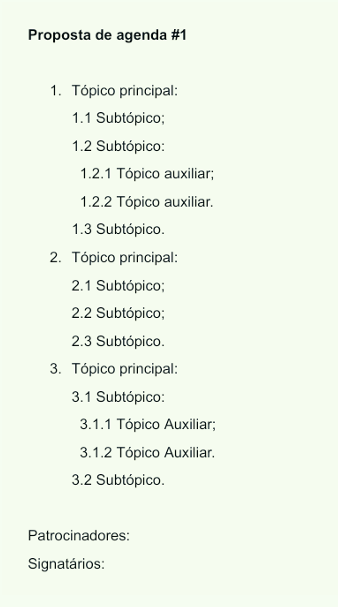 Proposta de agenda #1
1. Tópico principal:
1.1 Subtópico;
1.2 Subtópico:
1.2.1 Tópico auxiliar;
1.2.2 Tópico auxiliar.
1.3 Subtópico.
2. Tópico principal:
2.1 Subtópico;
2.2 Subtópico;
2.3 Subtópico.
3. Tópico principal:
3.1 Subtópico:
3.1.1 Tópico Auxiliar;
3.1.2 Tópico Auxiliar.
3.2 Subtópico.
Patrocinadores:
Signatários: